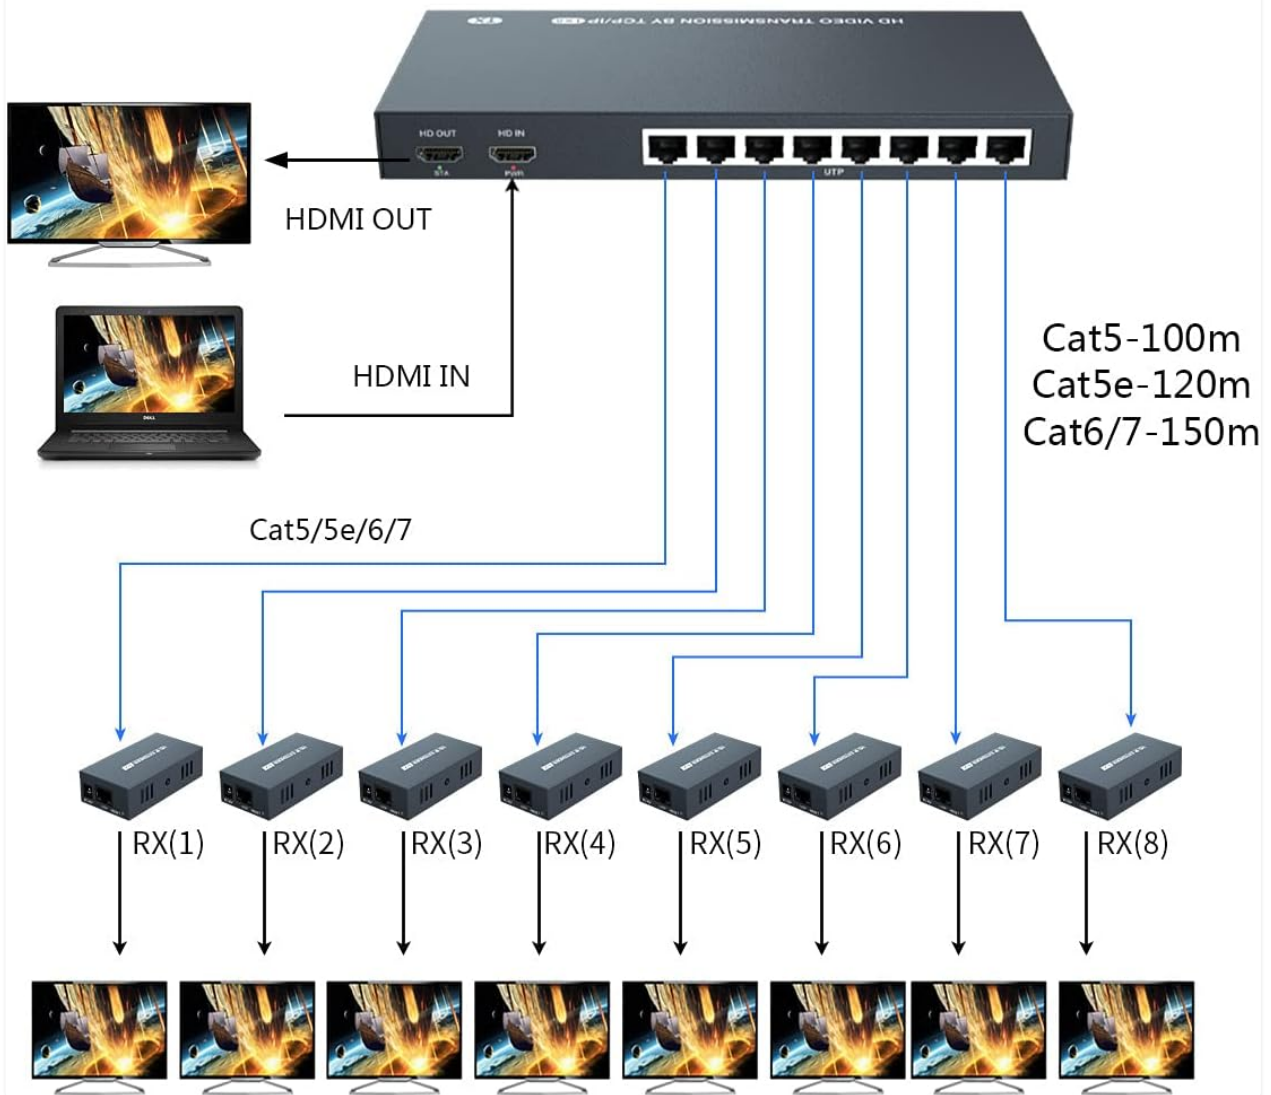 HD VIDEO TRANSMISSION BY TCP/IP
TX
HD OUT
HD IN
STA
PWR
UTP
HDMI OUT
HDMI IN
DELL
Cat5-100m
Cat5e-120m
Cat6/7-150m
Cat5/5e/6/7
RX(1)
RX(2)
RX(3)
RX(4)
RX(5)
RX(6)
RX(7)
RX(8)